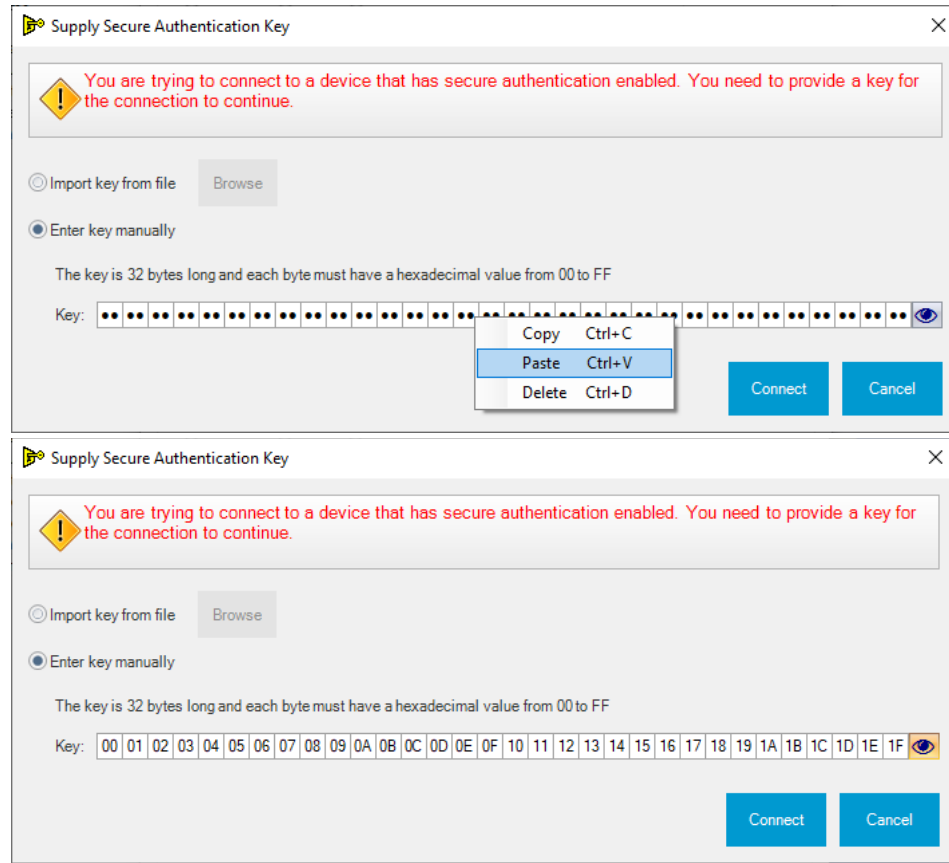 Supply Secure Authentication Key
You are trying to connect to a device that has secure authentication enabled. You need to provide a key for
the connection to continue.
Import key from file Browse
Enter key manually
The key is 32 bytes long and each byte must have a hexadecimal value from 00 to FF
Key: •• •• •• •• •• •• •• •• •• •• •• •• •• •• •• •• •• •• •• •• •• •• •• •• •• •• •• •• •• •• •• ••
Copy Ctrl+C
Paste Ctrl+V
Delete Ctrl+D
Connect Cancel
Supply Secure Authentication Key
You are trying to connect to a device that has secure authentication enabled. You need to provide a key for
the connection to continue.
Import key from file Browse
Enter key manually
The key is 32 bytes long and each byte must have a hexadecimal value from 00 to FF
Key: 00 01 02 03 04 05 06 07 08 09 0A 0B 0C 0D 0E 0F 10 11 12 13 14 15 16 17 18 19 1A 1B 1C 1D 1E 1F
Connect Cancel